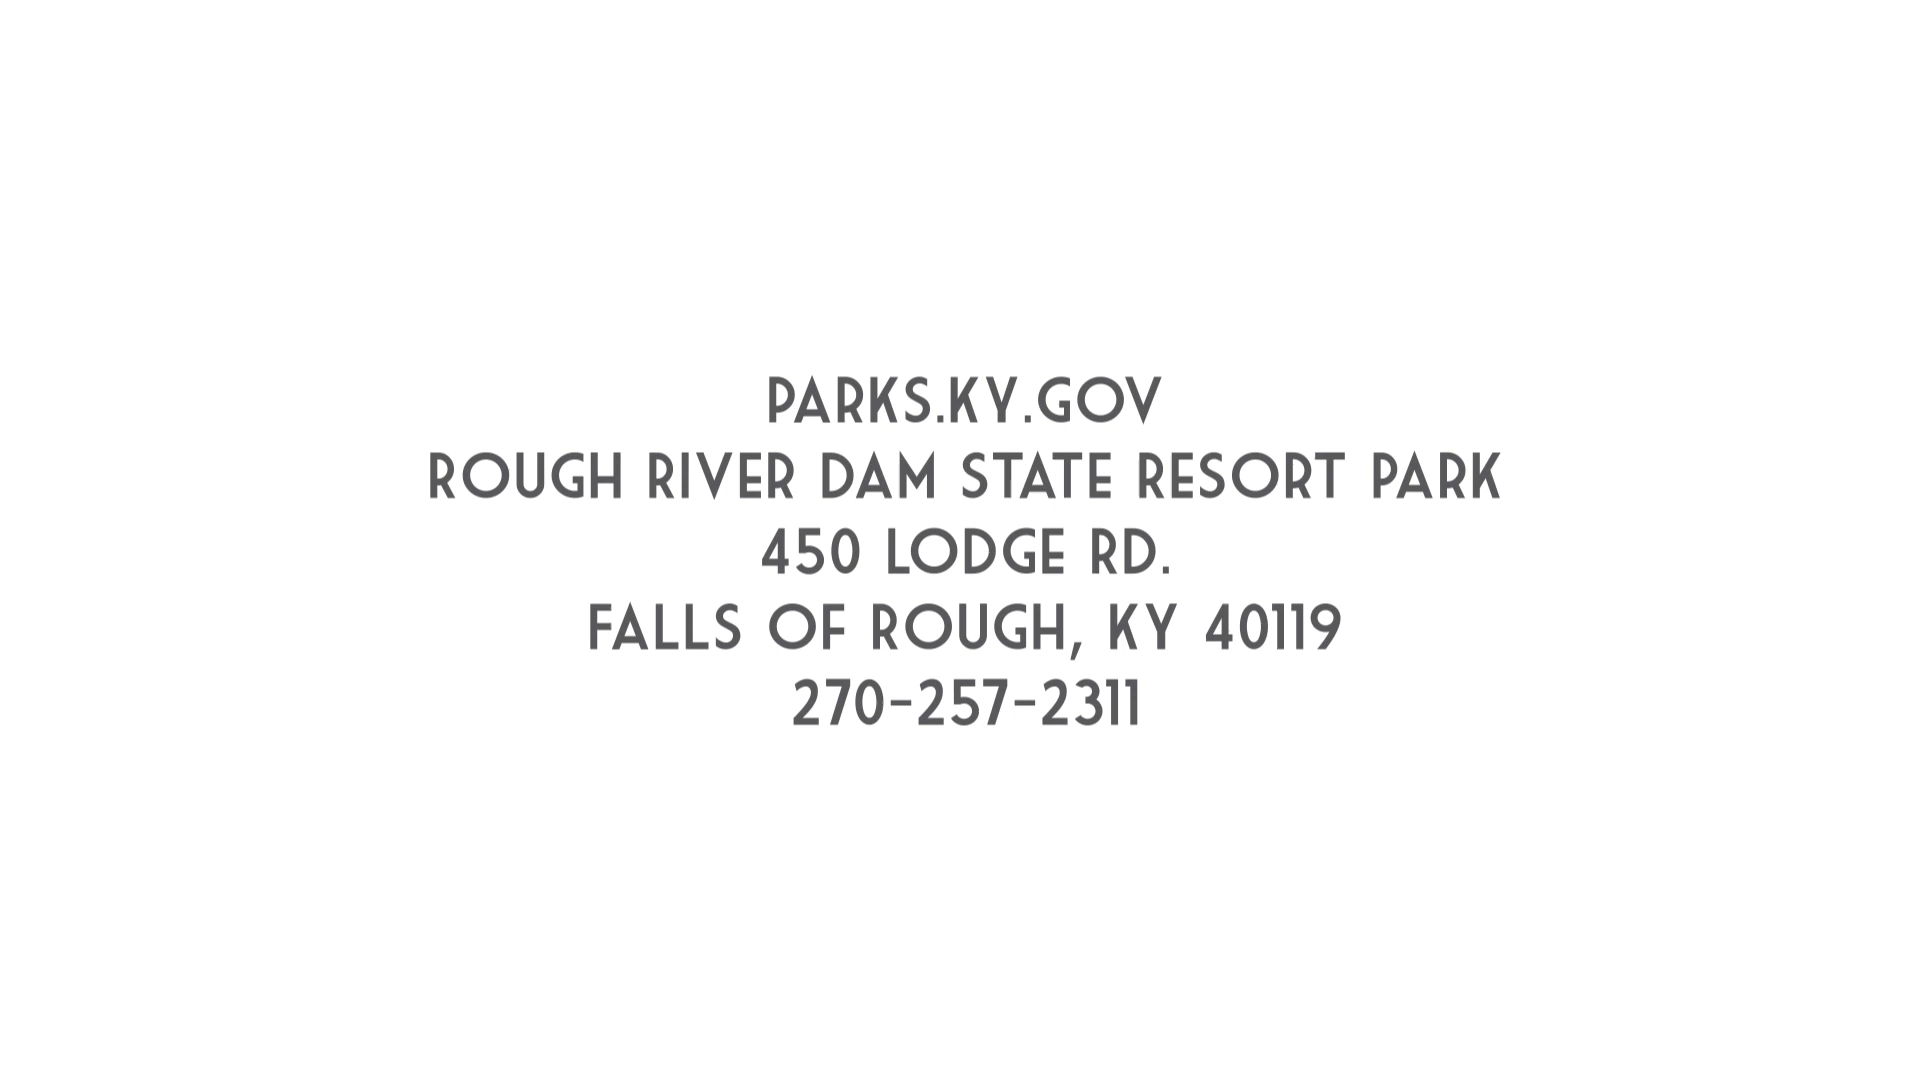 PARKS.KY.GOV
ROUGH RIVER DAM STATE RESORT PARK
450 LODGE RD.
FALLS OF ROUGH, KY 40119
270-257-2311